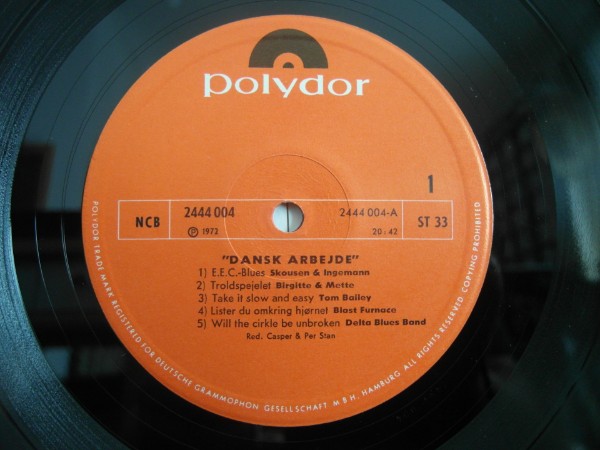 polydor
1
NCB
2444 004
℗ 1972
2444 004-A
20:42
ST 33
"DANSK ARBEJDE"
1) E.E.C.-Blues Skousen & Ingemann
2) Troldspejelet Birgitte & Mette
3) Take it slow and easy Tom Bailey
4) Lister du omkring hjørnet Blast Furnace
5) Will the cirkle be unbroken Delta Blues Band
Red. Casper & Per Stan
POLYDOR TRADE MARK REGISTERED FOR DEUTSCHE GRAMMOPHON GESELLSCHAFT M B H, HAMBURG ALL RIGHTS RESERVED COPYING PROHIBITED